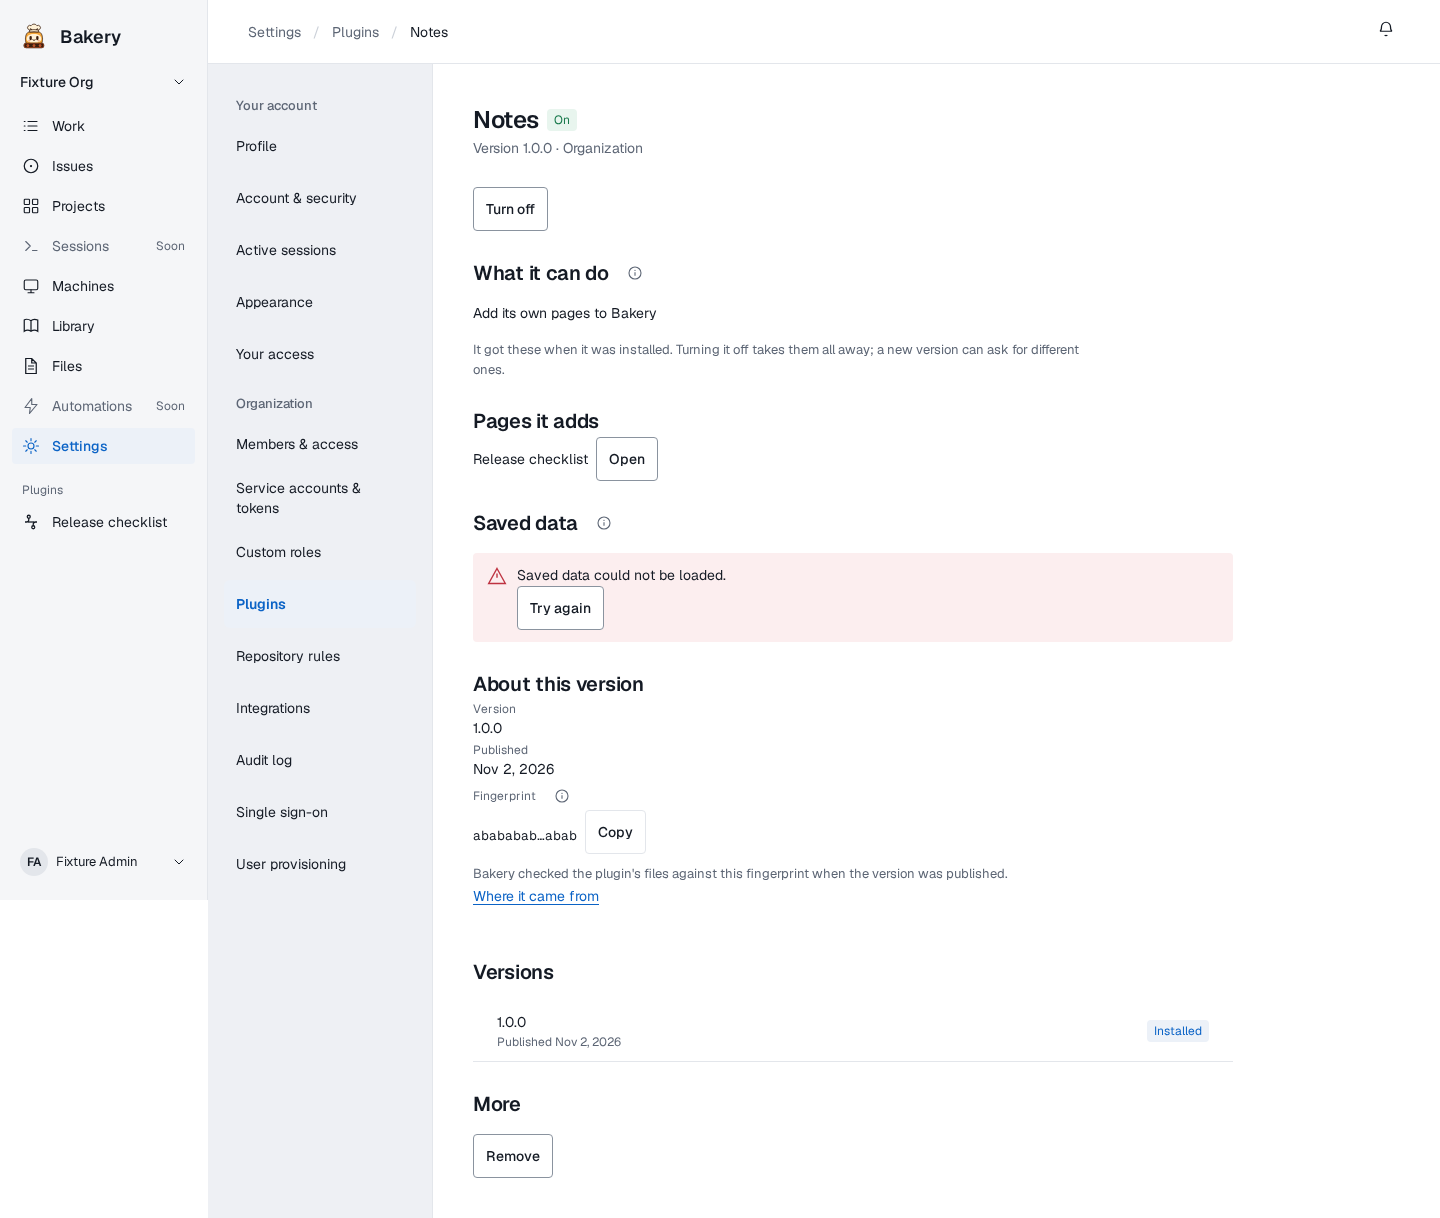 Bakery
Fixture Org
Work
Issues
Projects
Sessions Soon
Machines
Library
Files
Automations Soon
Settings
Plugins
Release checklist
FA Fixture Admin
Settings / Plugins / Notes
Your account
Profile
Account & security
Active sessions
Appearance
Your access
Organization
Members & access
Service accounts &
tokens
Custom roles
Plugins
Repository rules
Integrations
Audit log
Single sign-on
User provisioning
Notes On
Version 1.0.0 · Organization
Turn off
What it can do
Add its own pages to Bakery
It got these when it was installed. Turning it off takes them all away; a new version can ask for different
ones.
Pages it adds
Release checklist Open
Saved data
Saved data could not be loaded.
Try again
About this version
Version
1.0.0
Published
Nov 2, 2026
Fingerprint
abababab…abab Copy
Bakery checked the plugin's files against this fingerprint when the version was published.
Where it came from
Versions
1.0.0
Published Nov 2, 2026
Installed
More
Remove